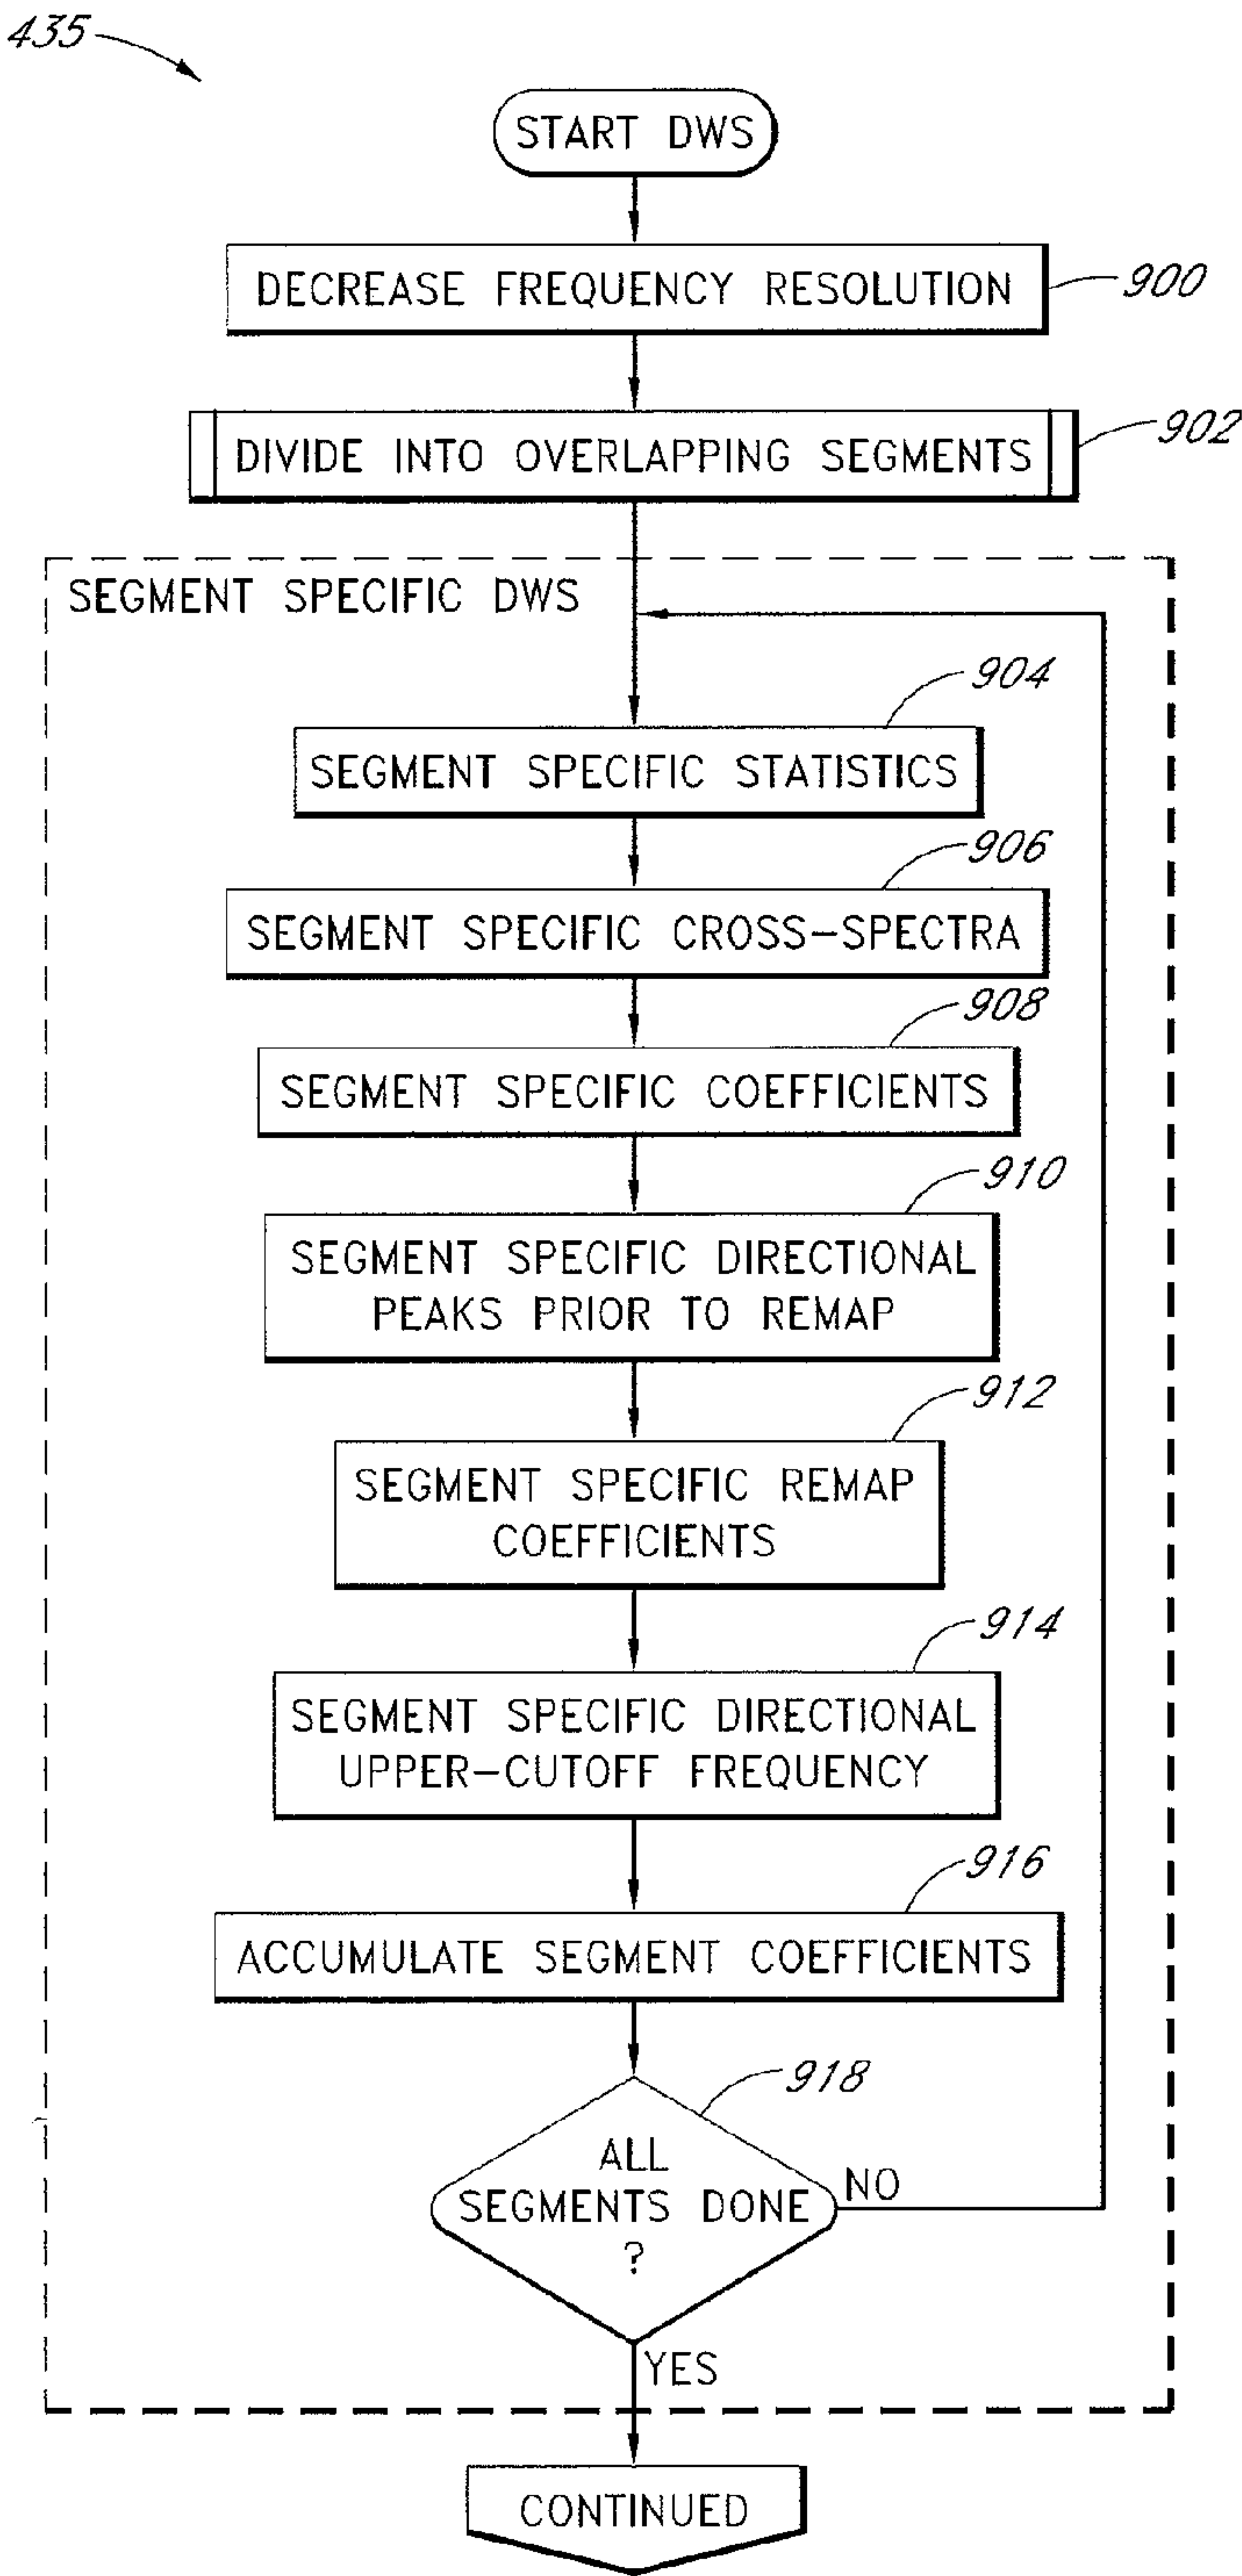 435
START DWS
DECREASE FREQUENCY RESOLUTION
900
DIVIDE INTO OVERLAPPING SEGMENTS
902
SEGMENT SPECIFIC DWS
904
SEGMENT SPECIFIC STATISTICS
906
SEGMENT SPECIFIC CROSS-SPECTRA
908
SEGMENT SPECIFIC COEFFICIENTS
910
SEGMENT SPECIFIC DIRECTIONAL
PEAKS PRIOR TO REMAP
912
SEGMENT SPECIFIC REMAP
COEFFICIENTS
914
SEGMENT SPECIFIC DIRECTIONAL
UPPER-CUTOFF FREQUENCY
916
ACCUMULATE SEGMENT COEFFICIENTS
918
ALL
SEGMENTS DONE
?
NO
YES
CONTINUED